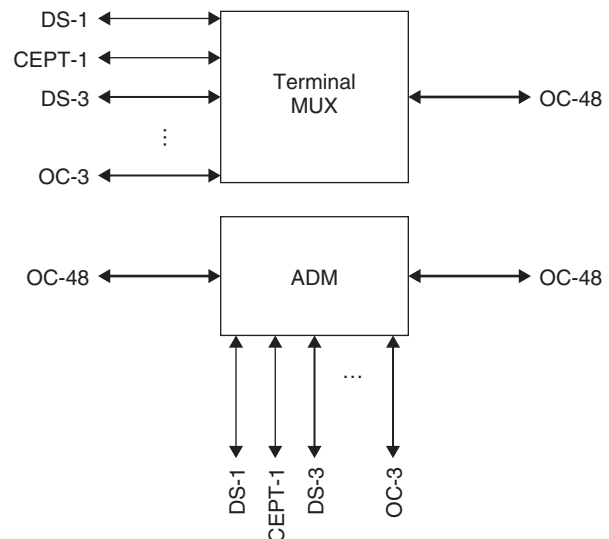 DS-1
CEPT-1
DS-3
...
OC-3
Terminal
MUX
OC-48
OC-48
ADM
OC-48
...
DS-1
CEPT-1
DS-3
OC-3